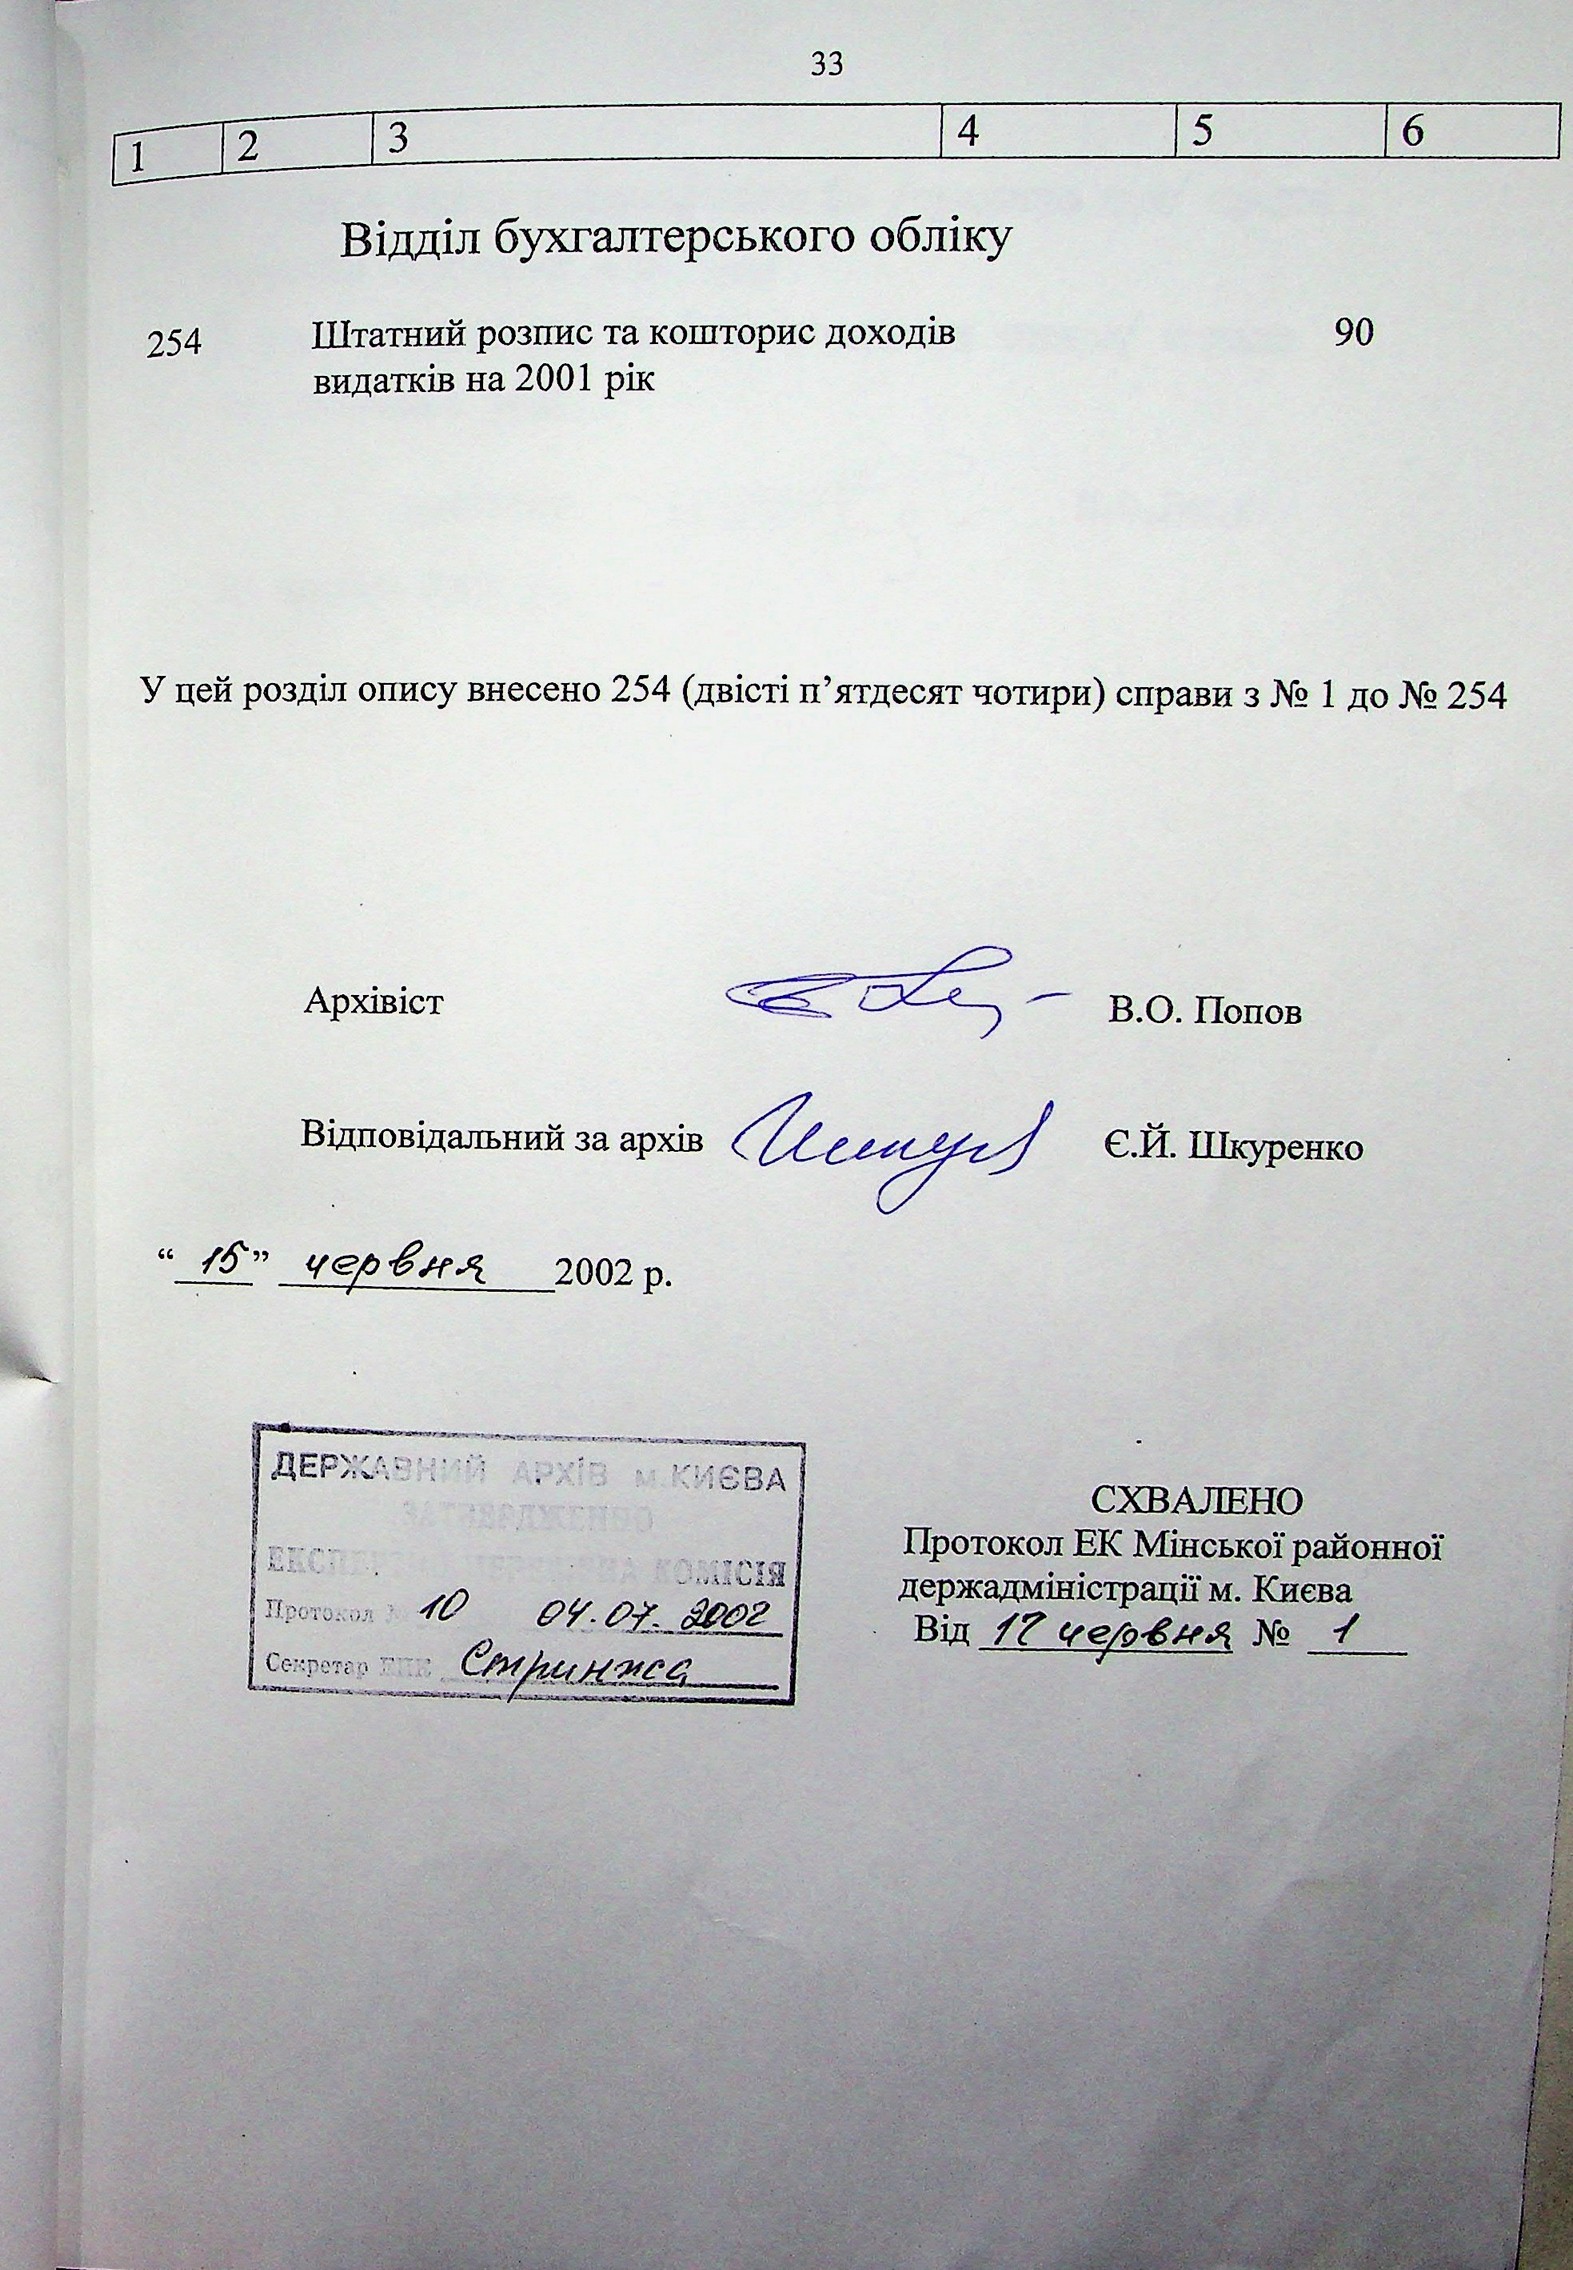 33
1 2 3 4 5 6
Відділ бухгалтерського обліку
254 Штатний розпис та кошторис доходів 90
видатків на 2001 рік
У цей розділ опису внесено 254 (двісті п’ятдесят чотири) справи з № 1 до № 254
Архівіст В.О. Попов
Відповідальний за архів Є.Й. Шкуренко
“ 15 ” червня 2002 р.
ДЕРЖАВНИЙ АРХІВ м.КИЄВА
ЗАТВЕРДЖЕННО
КОМІСІЯ
Протокол № 10 04.07.2002
Секретар ЕПК
СХВАЛЕНО
Протокол ЕК Мінської районної
держадміністрації м. Києва
Від червня № 1